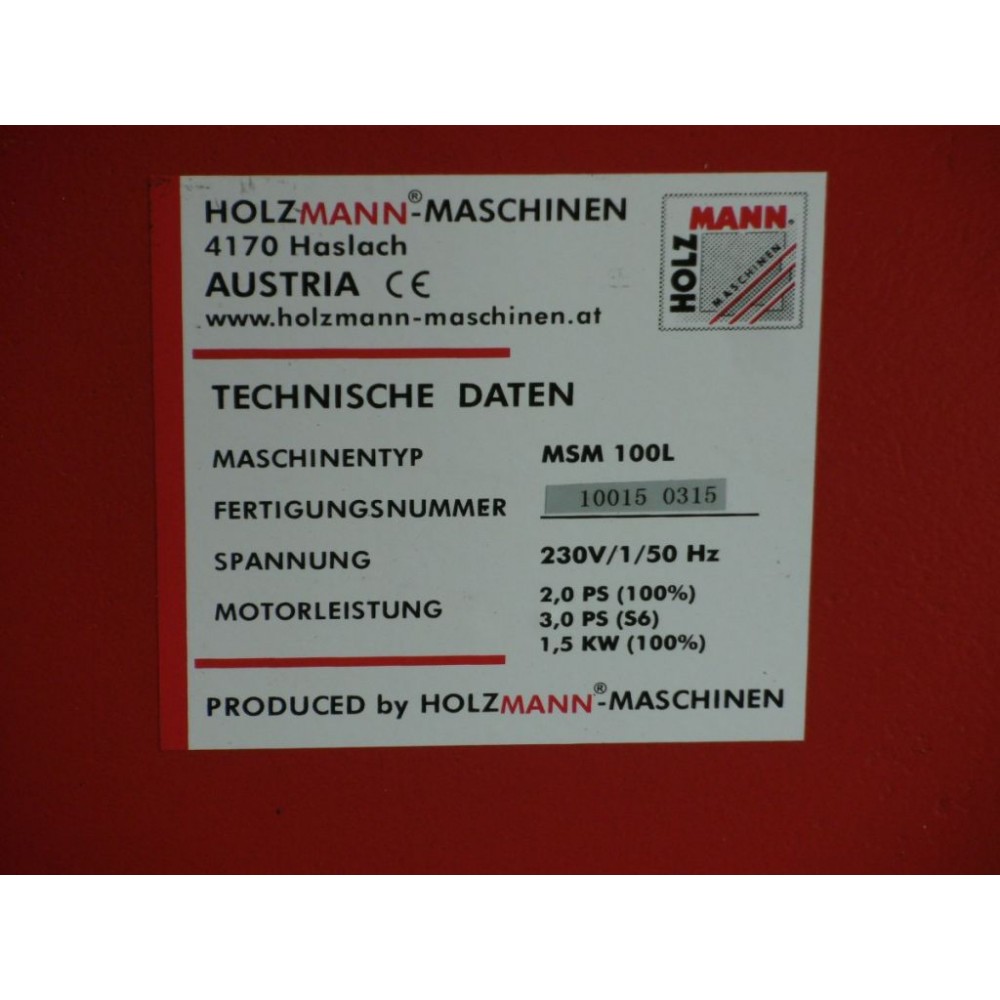 HOLZMANN®-MASCHINEN
4170 Haslach
AUSTRIA CE
www.holzmann-maschinen.at
HOLZ MANN®
MASCHINEN
TECHNISCHE DATEN
MASCHINENTYP MSM 100L
FERTIGUNGSNUMMER 10015 0315
SPANNUNG 230V/1/50 Hz
MOTORLEISTUNG 2,0 PS (100%)
3,0 PS (S6)
1,5 KW (100%)
PRODUCED by HOLZMANN®-MASCHINEN